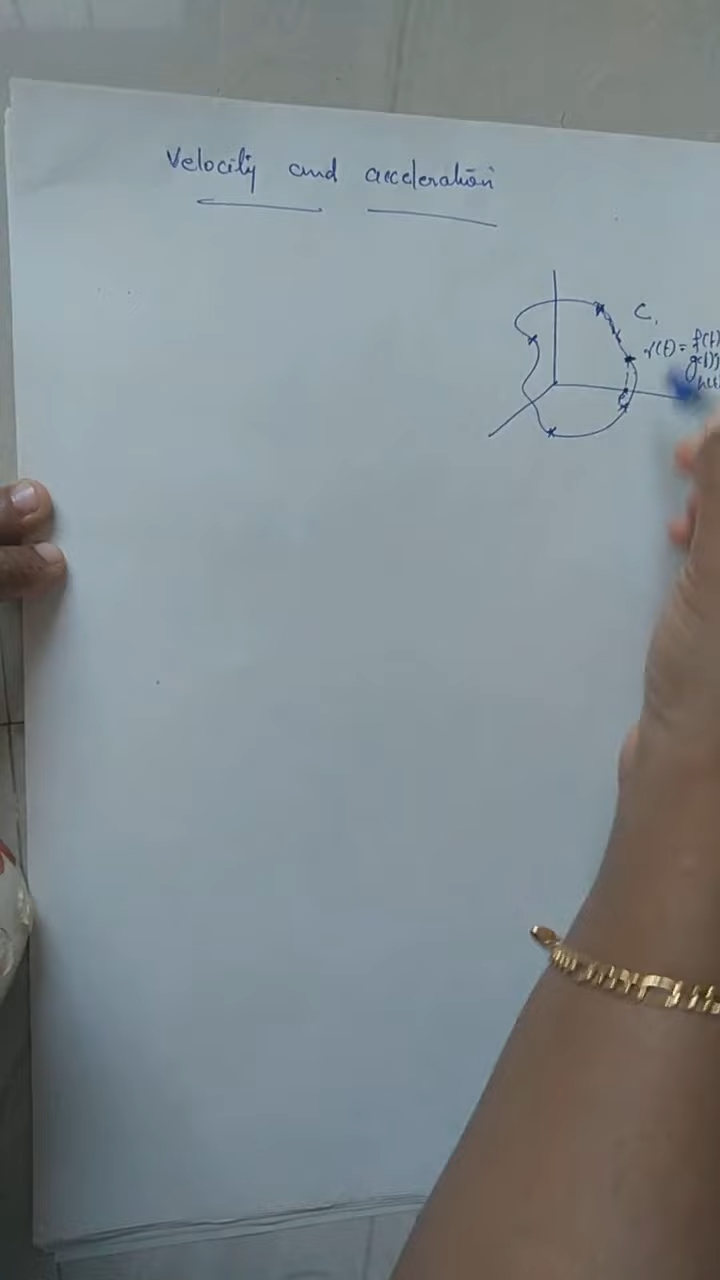 Velocity and acceleration
C.
r(t) = f(t)
g(t)j
h(t)